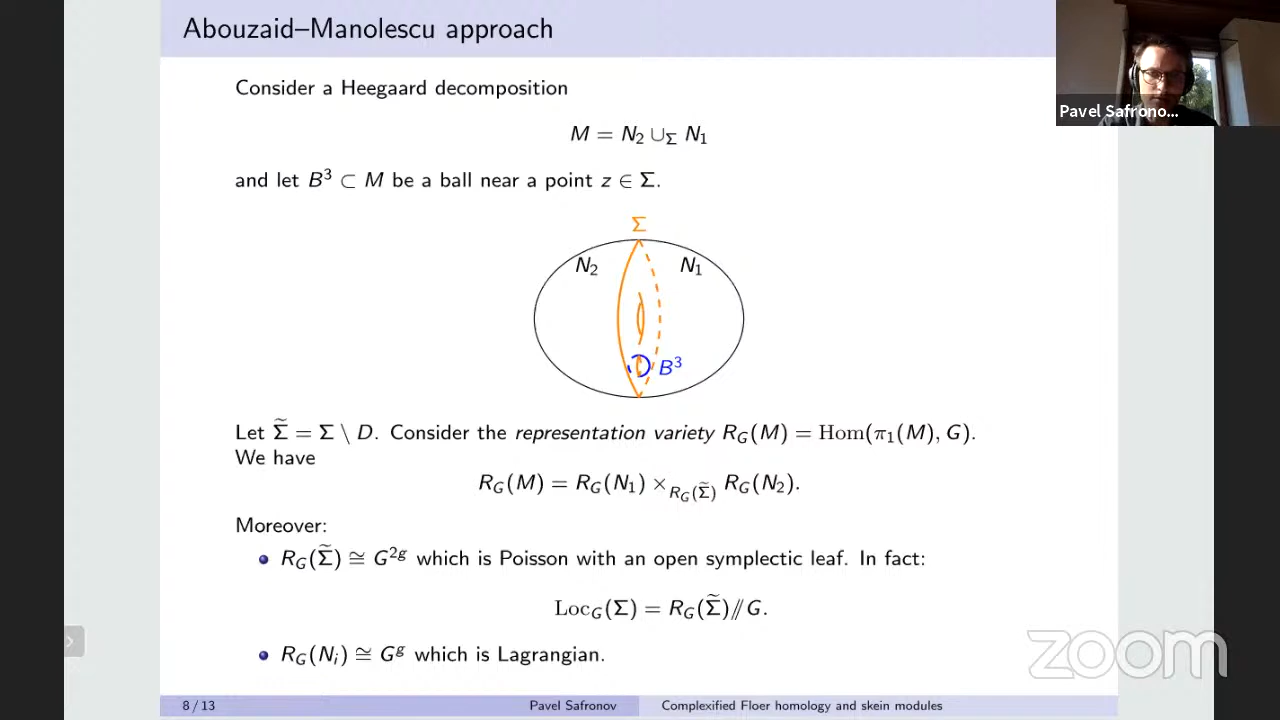 Abouzaid–Manolescu approach
Pavel Safrono...
Consider a Heegaard decomposition
M = N₂ ∪_Σ N₁
and let B³ ⊂ M be a ball near a point z ∈ Σ.
Σ
N₂ N₁
B³
Let Σ̃ = Σ \ D. Consider the representation variety R_G(M) = Hom(π₁(M), G).
We have
R_G(M) = R_G(N₁) ×_{R_G(Σ̃)} R_G(N₂).
Moreover:
R_G(Σ̃) ≅ G^{2g} which is Poisson with an open symplectic leaf. In fact:
Loc_G(Σ) = R_G(Σ̃)//G.
R_G(N_i) ≅ G^g which is Lagrangian.
zoom
8 / 13 Pavel Safronov Complexified Floer homology and skein modules